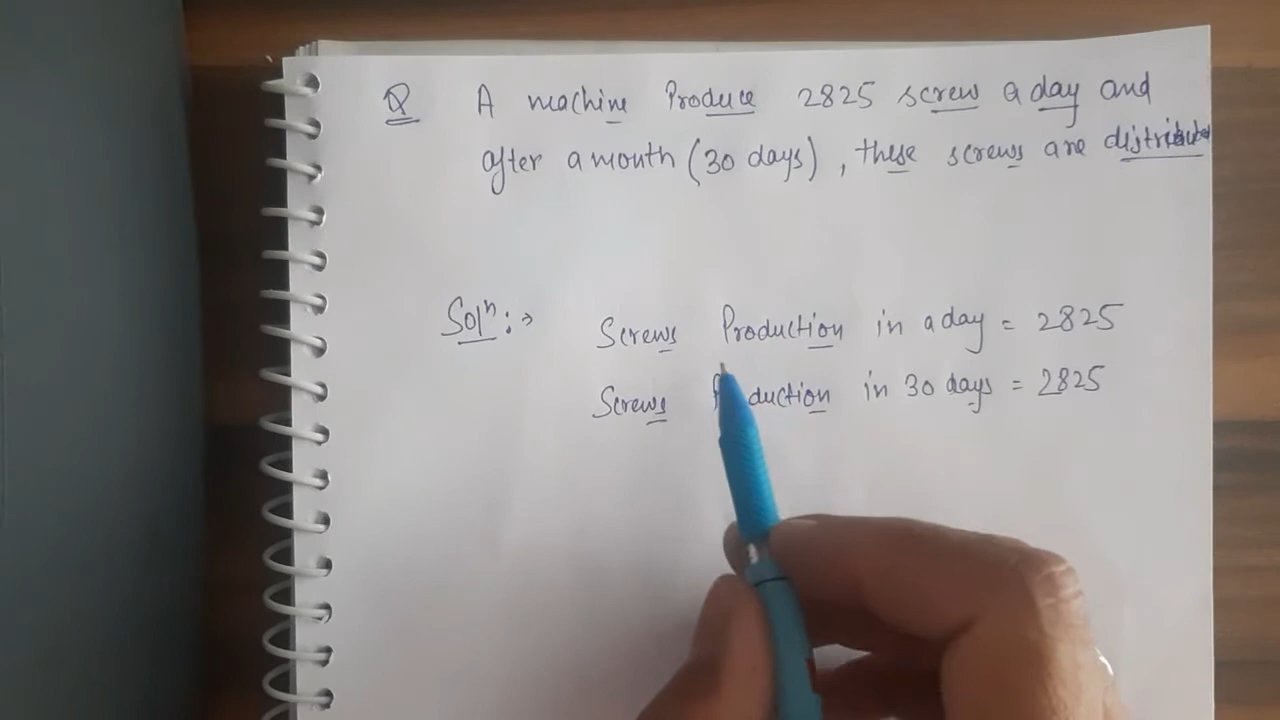 Q A machine Produce 2825 screw a day and
after a month (30 days), these screws are distribute
Solⁿ :→ Screws Production in a day = 2825
Screws in 30 days = 2825